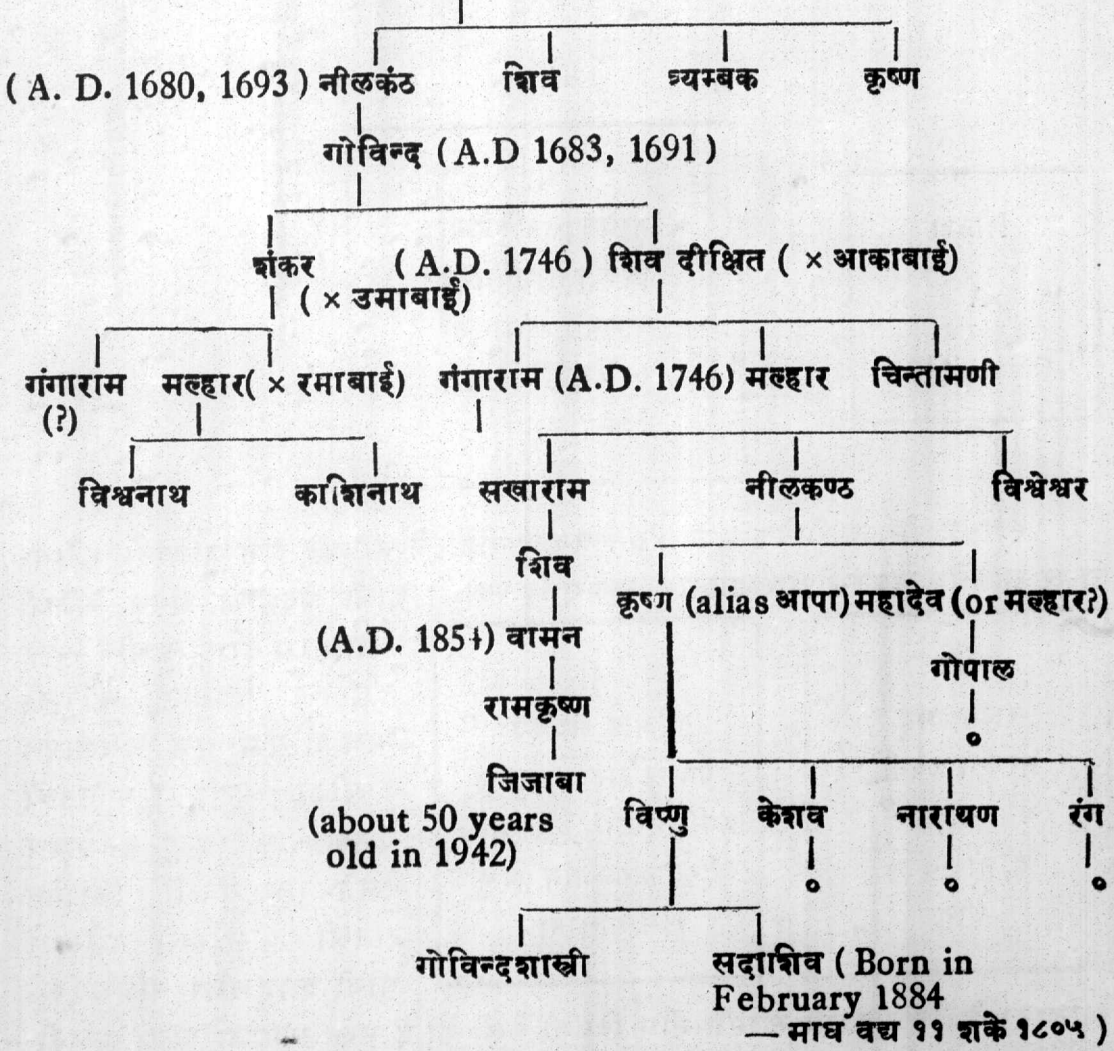 ( A. D. 1680, 1693 ) नीलकंठ शिव त्र्यम्बक कृष्ण
गोविन्द ( A.D 1683, 1691 )
शंकर ( A.D. 1746 ) शिव दीक्षित ( × आकाबाई)
( × उमाबाई)
गंगाराम मल्हार( × रमाबाई) गंगाराम (A.D. 1746) मल्हार चिन्तामणी
(?)
विश्वनाथ काशिनाथ सखाराम नीलकण्ठ विश्वेश्वर
शिव
कृष्ण (alias आपा) महादेव (or मल्हार?)
(A.D. 1854) वामन
गोपाल
रामकृष्ण
जिजाबा
(about 50 years विष्णु केशव नारायण रंग
old in 1942)
गोविन्दशास्त्री सदाशिव ( Born in
February 1884
— माघ वद्य ११ शके १८०५ )